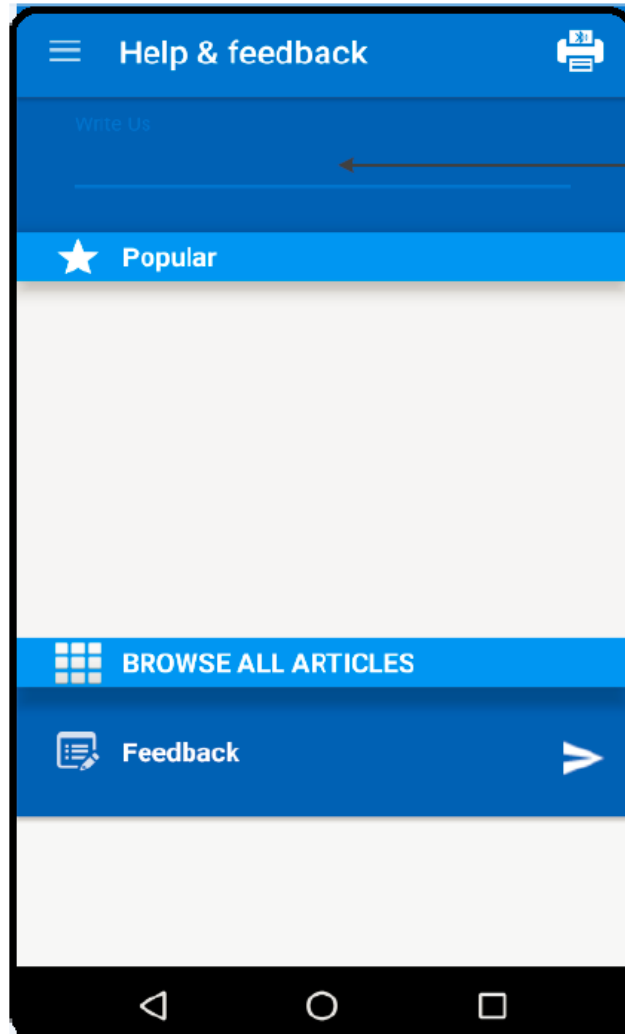 Help & feedback
Write Us
Popular
BROWSE ALL ARTICLES
Feedback